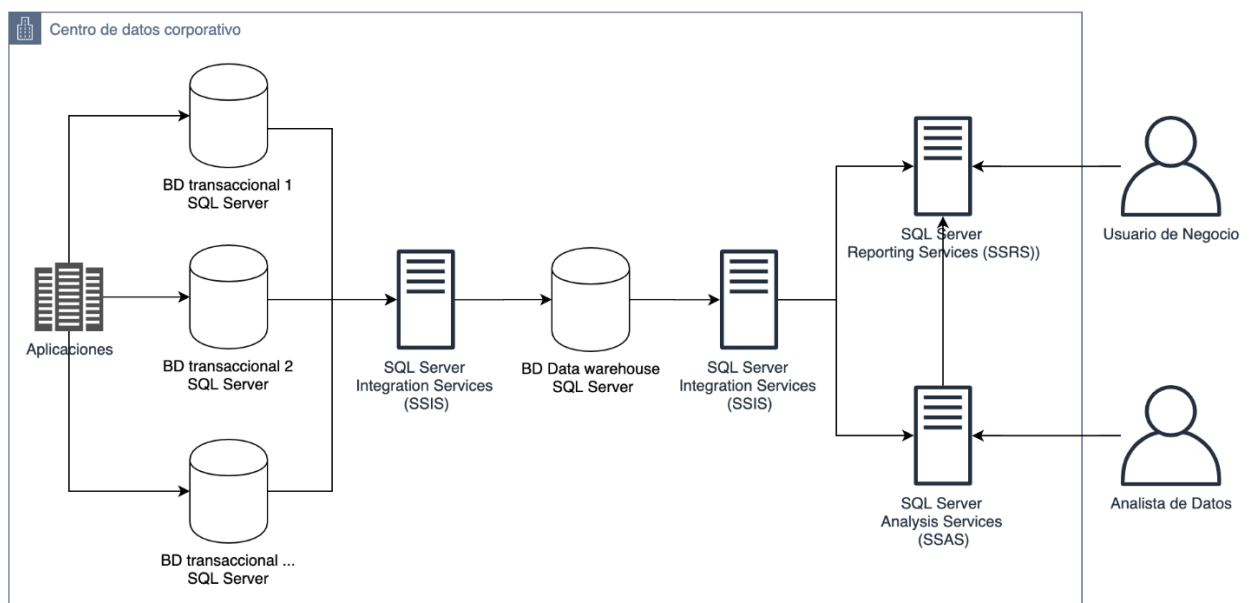 Centro de datos corporativo
BD transaccional 1
SQL Server
Aplicaciones
BD transaccional 2
SQL Server
BD transaccional ...
SQL Server
SQL Server
Integration Services
(SSIS)
BD Data warehouse
SQL Server
SQL Server
Integration Services
(SSIS)
SQL Server
Reporting Services (SSRS))
SQL Server
Analysis Services
(SSAS)
Usuario de Negocio
Analista de Datos